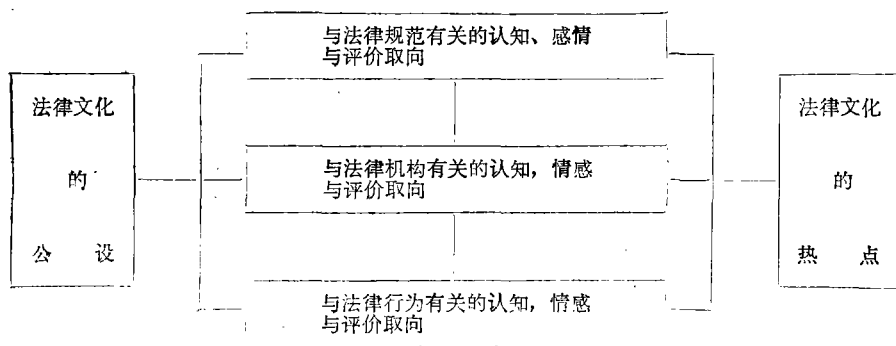 与法律规范有关的认知、感情
与评价取向
法律文化
的
公 设
与法律机构有关的认知，情感
与评价取向
法律文化
的
热 点
与法律行为有关的认知，情感
与评价取向